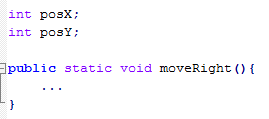 int posX;
int posY;
public static void moveRight(){
...
}